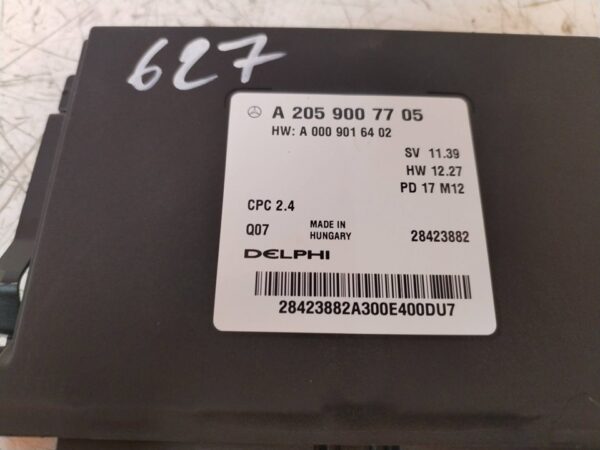 627
A 205 900 77 05
HW: A 000 901 64 02
SV 11.39
HW 12.27
PD 17 M12
CPC 2.4
Q07 MADE IN HUNGARY 28423882
DELPHI
28423882A300E400DU7